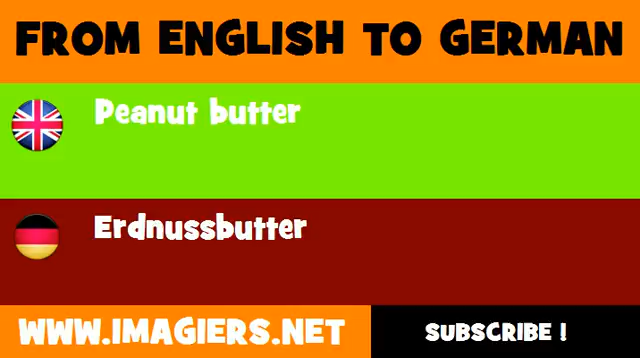 FROM ENGLISH TO GERMAN
Peanut butter
Erdnussbutter
WWW.IMAGIERS.NET
SUBSCRIBE !